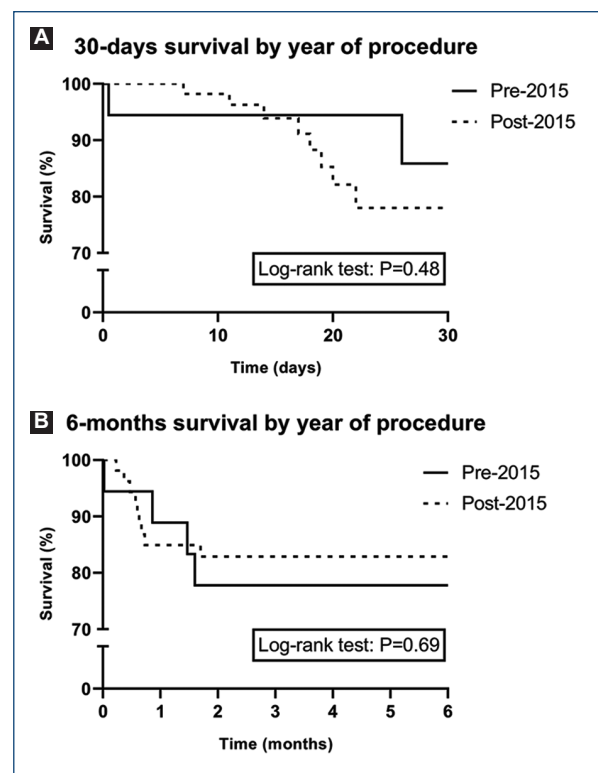 A
30-days survival by year of procedure
100
90
80
70
0
Survival (%)
Pre-2015
Post-2015
Log-rank test: P=0.48
0 10 20 30
Time (days)
B
6-months survival by year of procedure
100
90
80
70
0
Survival (%)
Pre-2015
Post-2015
Log-rank test: P=0.69
0 1 2 3 4 5 6
Time (months)